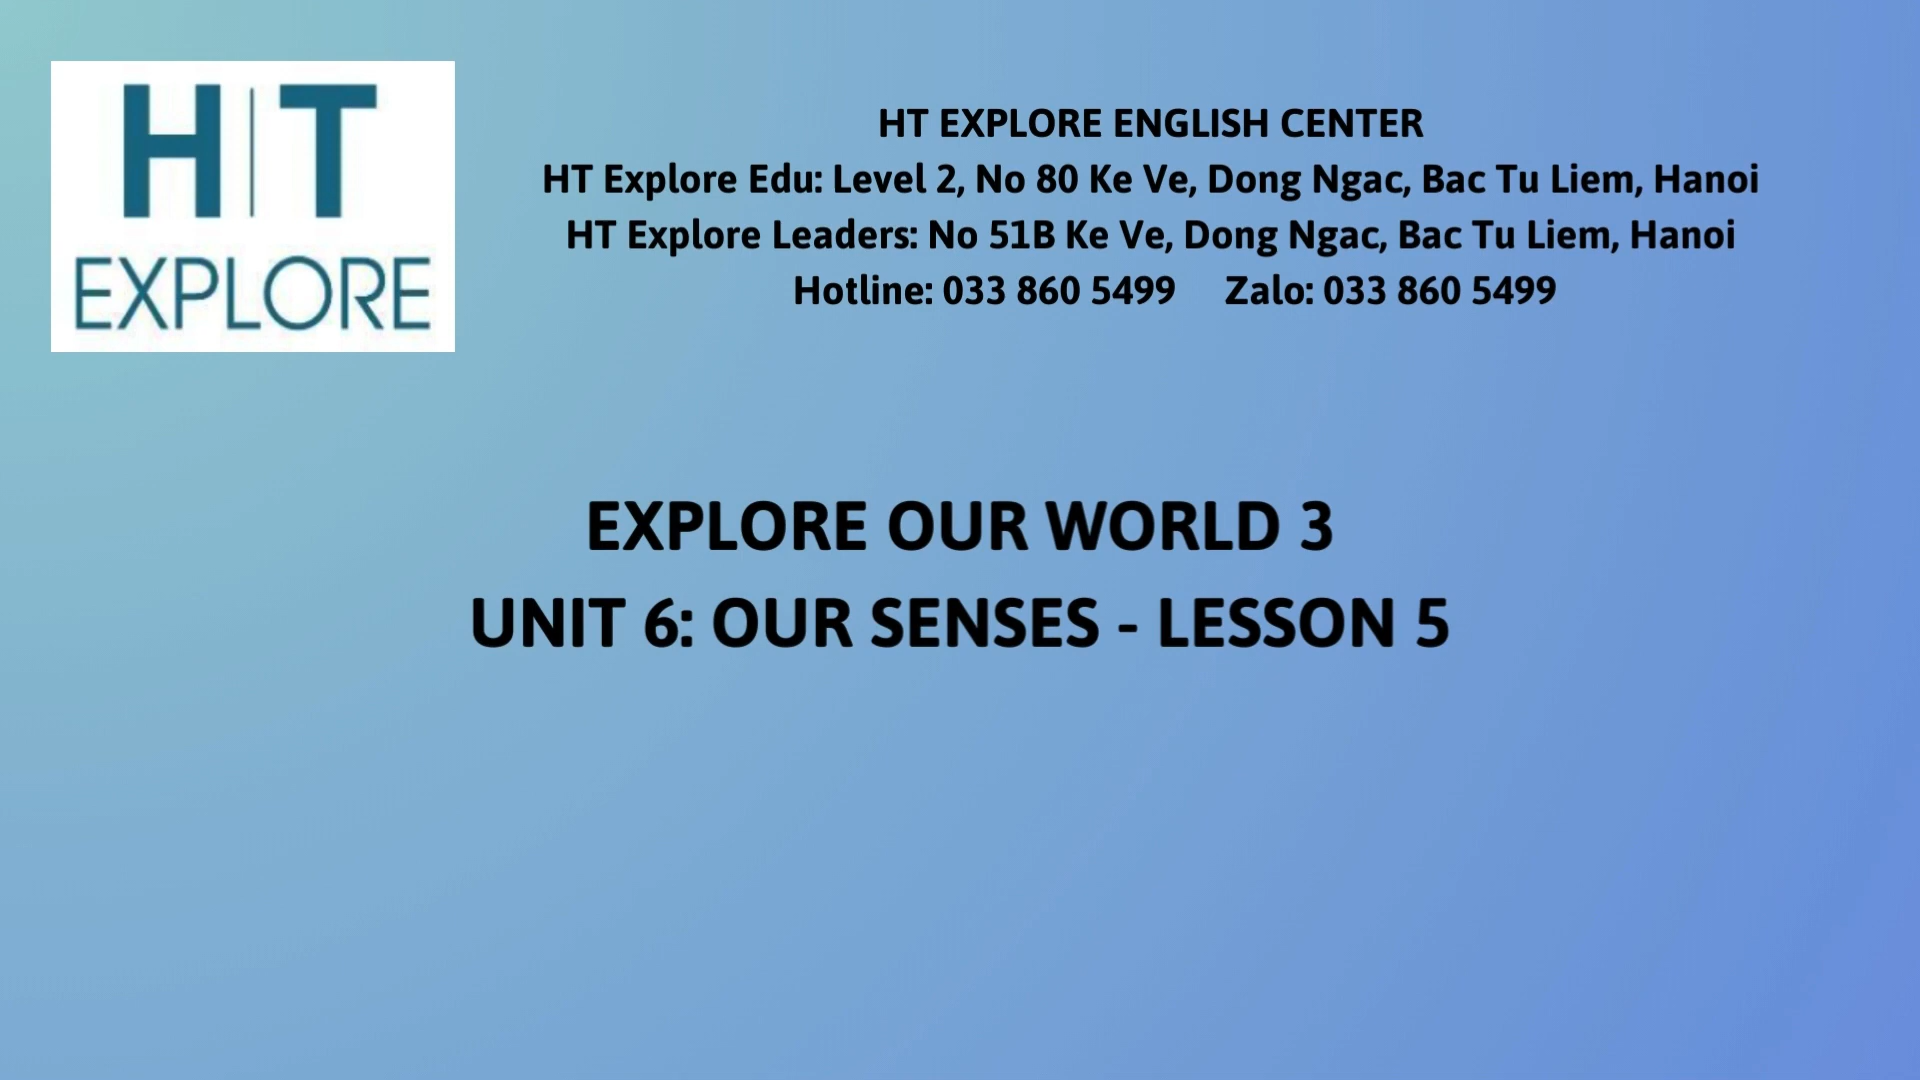 H|T
EXPLORE
HT EXPLORE ENGLISH CENTER
HT Explore Edu: Level 2, No 80 Ke Ve, Dong Ngac, Bac Tu Liem, Hanoi
HT Explore Leaders: No 51B Ke Ve, Dong Ngac, Bac Tu Liem, Hanoi
Hotline: 033 860 5499 Zalo: 033 860 5499
EXPLORE OUR WORLD 3
UNIT 6: OUR SENSES - LESSON 5